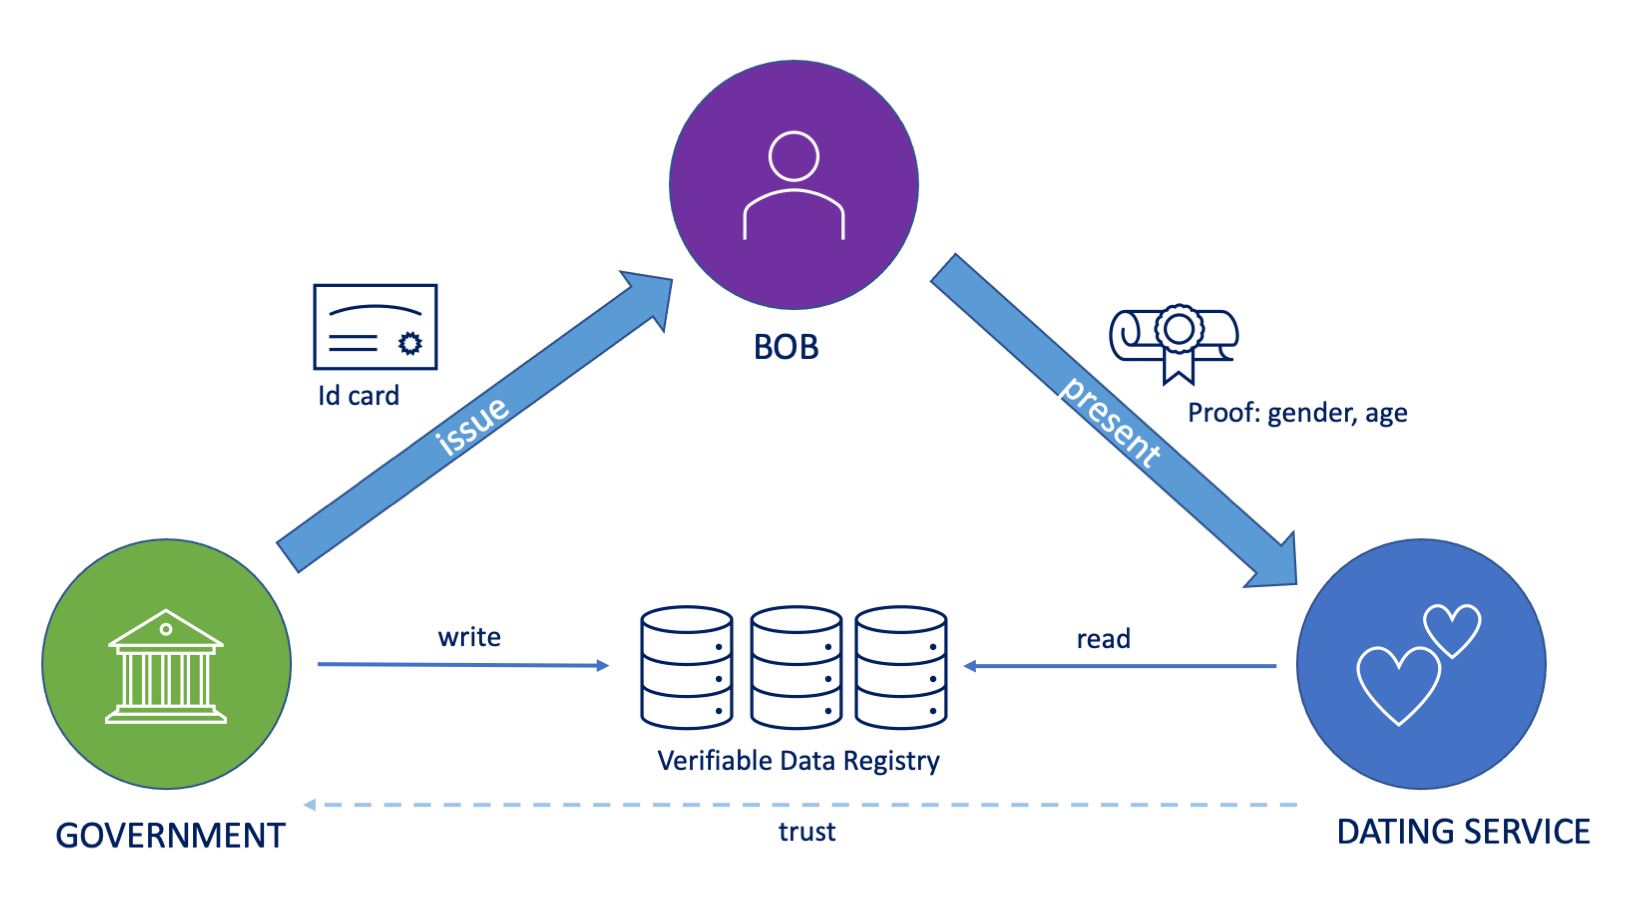 BOB
Id card
issue
present
Proof: gender, age
write
read
Verifiable Data Registry
trust
GOVERNMENT
DATING SERVICE